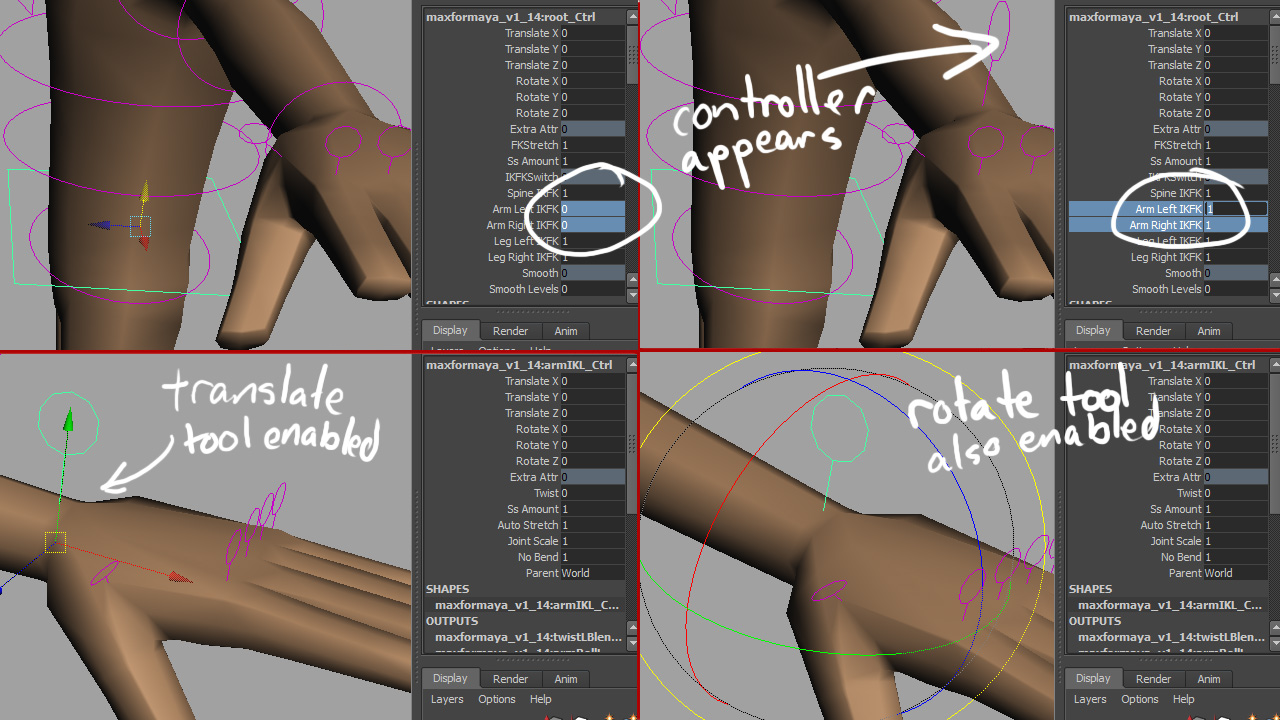 maxformaya_v1_14:root_Ctrl
Translate X 0
Translate Y 0
Translate Z 0
Rotate X 0
Rotate Y 0
Rotate Z 0
Extra Attr 0
FKStretch 1
Ss Amount 1
IKFKSwitch
Spine IKFK 1
Arm Left IKFK 0
Arm Right IKFK 0
Leg Left IKFK 1
Leg Right IKFK 1
Smooth 0
Smooth Levels 0
SHAPES
Display Render Anim
Layers Options Help
controller
appears
maxformaya_v1_14:root_Ctrl
Translate X 0
Translate Y 0
Translate Z 0
Rotate X 0
Rotate Y 0
Rotate Z 0
Extra Attr 0
FKStretch 1
Ss Amount 1
IKFKSwitch
Spine IKFK 1
Arm Left IKFK 1
Arm Right IKFK 1
Leg Left IKFK 1
Leg Right IKFK 1
Smooth 0
Smooth Levels 0
SHAPES
Display Render Anim
Layers Options Help
translate
tool enabled
maxformaya_v1_14:armIKL_Ctrl
Translate X 0
Translate Y 0
Translate Z 0
Rotate X 0
Rotate Y 0
Rotate Z 0
Extra Attr 0
Twist 0
Ss Amount 1
Auto Stretch 1
Joint Scale 1
No Bend 1
Parent World
SHAPES
maxformaya_v1_14:armIKL_C...
OUTPUTS
maxformaya_v1_14:twistLBlen...
Display Render Anim
Layers Options Help
rotate tool
also enabled
maxformaya_v1_14:armIKL_Ctrl
Translate X 0
Translate Y 0
Translate Z 0
Rotate X 0
Rotate Y 0
Rotate Z 0
Extra Attr 0
Twist 0
Ss Amount 1
Auto Stretch 1
Joint Scale 1
No Bend 1
Parent World
SHAPES
maxformaya_v1_14:armIKL_C...
OUTPUTS
maxformaya_v1_14:twistLBlen...
Display Render Anim
Layers Options Help